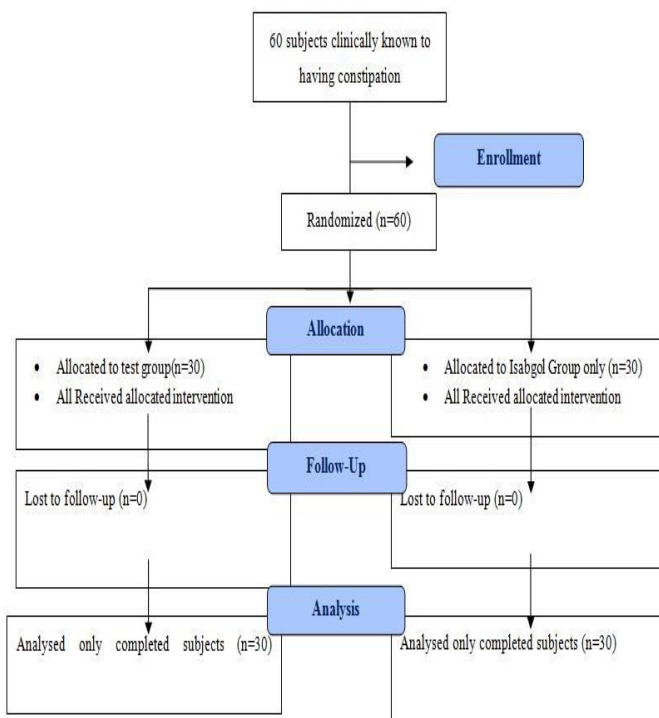 60 subjects clinically known to
having constipation
Enrollment
Randomized (n=60)
Allocation
• Allocated to test group(n=30)
• All Received allocated intervention
• Allocated to Isabgol Group only (n=30)
• All Received allocated intervention
Follow-Up
Lost to follow-up (n=0)
Lost to follow-up (n=0)
Analysis
Analysed only completed subjects (n=30)
Analysed only completed subjects (n=30)